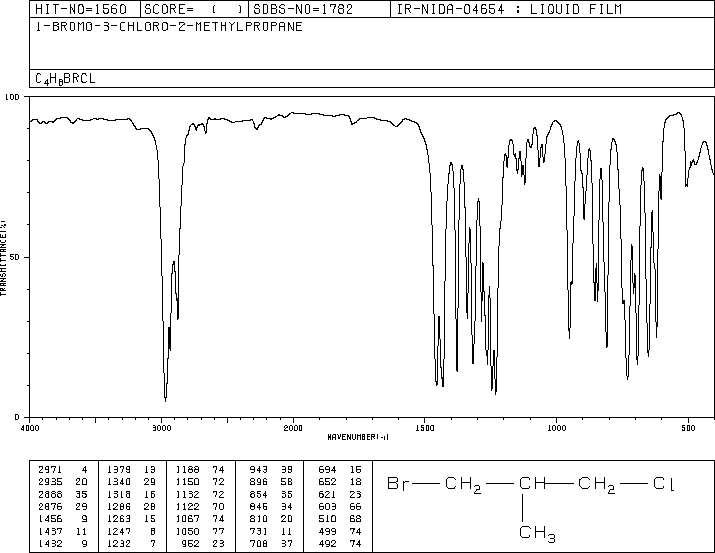 HIT-NO=1560 SCORE= ( ) SDBS-NO=1782 IR-NIDA-04654 : LIQUID FILM
1-BROMO-3-CHLORO-2-METHYLPROPANE
C4H8BRCL
100
50
0
TRANSMITTANCE(%)
4000 3000 2000 1500 1000 500
WAVENUMBER(-1)
2971 4 1379 13 1188 74 943 39 694 16
2935 20 1340 29 1150 72 896 58 652 18
2888 35 1318 16 1132 72 854 35 621 23
2876 29 1286 28 1122 70 846 34 603 66
1456 9 1263 15 1067 74 810 20 510 68
1437 11 1247 8 1050 77 731 11 499 74
1432 9 1232 7 952 23 708 37 492 74
Br CH2 CH CH2 Cl
CH3